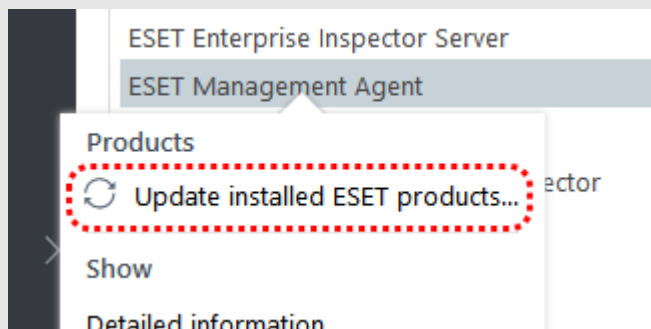 ESET Enterprise Inspector Server
ESET Management Agent
Products
Update installed ESET products...
ector
Show
Detailed information